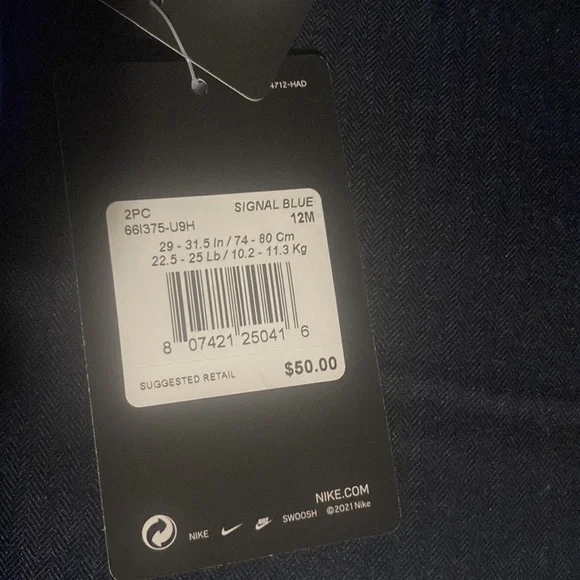 4712-HAD
2PC SIGNAL BLUE
66I375-U9H 12M
29 - 31.5 In / 74 - 80 Cm
22.5 - 25 Lb / 10.2 - 11.3 Kg
8 07421 25041 6
SUGGESTED RETAIL $50.00
NIKE.COM
NIKE NIKE SWOOSH ©2021 Nike